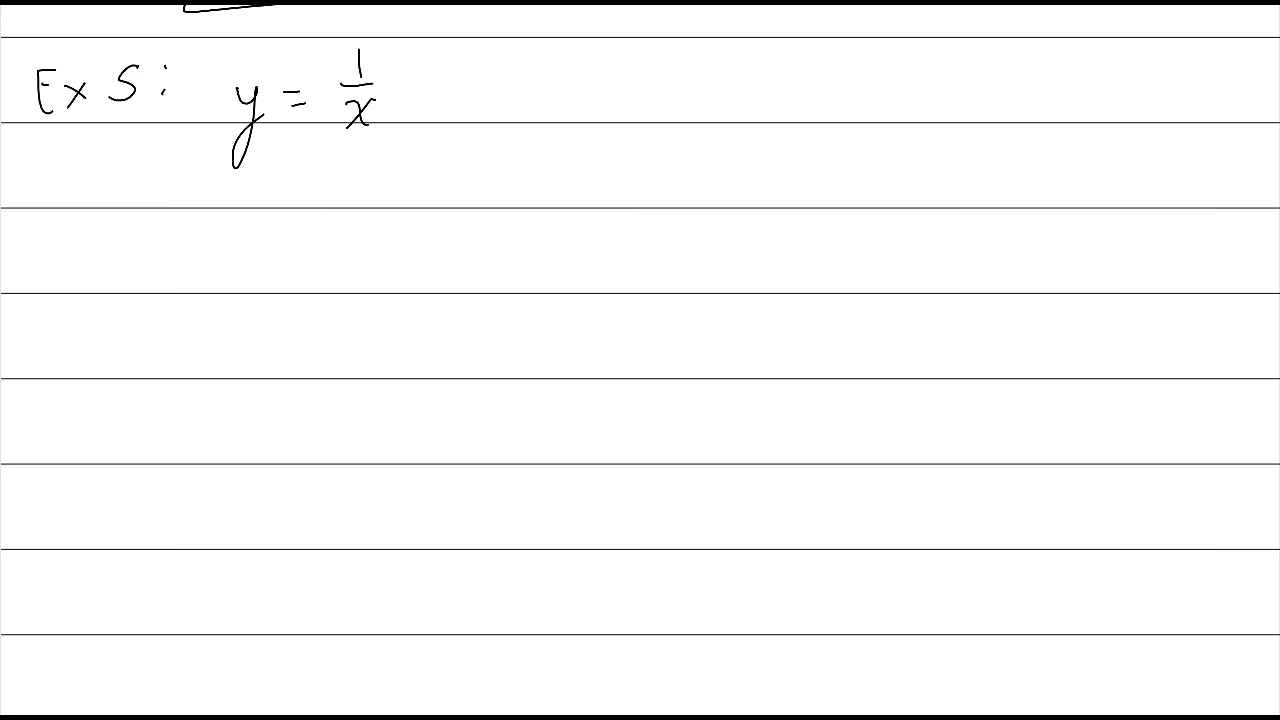 Ex 5: y = 1/x